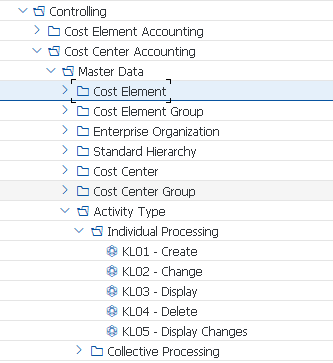 Controlling
Cost Element Accounting
Cost Center Accounting
Master Data
Cost Element
Cost Element Group
Enterprise Organization
Standard Hierarchy
Cost Center
Cost Center Group
Activity Type
Individual Processing
KL01 - Create
KL02 - Change
KL03 - Display
KL04 - Delete
KL05 - Display Changes
Collective Processing